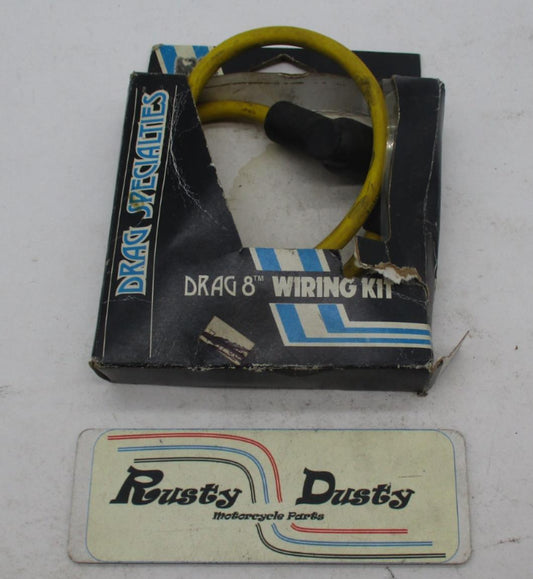 DRAG SPECIALTIES
DRAG 8™ WIRING KIT
Rusty Dusty
Motorcycle Parts